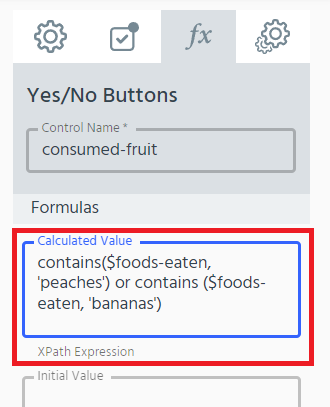 fx
Yes/No Buttons
Control Name *
consumed-fruit
Formulas
Calculated Value
contains($foods-eaten,
'peaches') or contains ($foods-
eaten, 'bananas')
XPath Expression
Initial Value